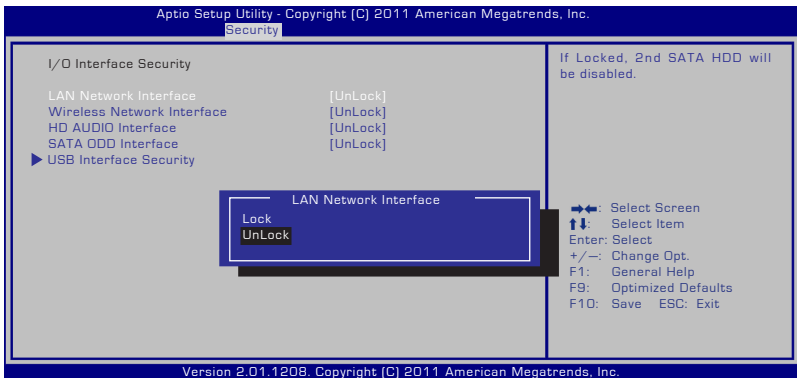 Aptio Setup Utility - Copyright (C) 2011 American Megatrends, Inc.
Security
I/O Interface Security
LAN Network Interface [UnLock]
Wireless Network Interface [UnLock]
HD AUDIO Interface [UnLock]
SATA ODD Interface [UnLock]
USB Interface Security
LAN Network Interface
Lock
UnLock
If Locked, 2nd SATA HDD will
be disabled.
→←: Select Screen
↑↓: Select Item
Enter: Select
+/—: Change Opt.
F1: General Help
F9: Optimized Defaults
F10: Save ESC: Exit
Version 2.01.1208. Copyright (C) 2011 American Megatrends, Inc.